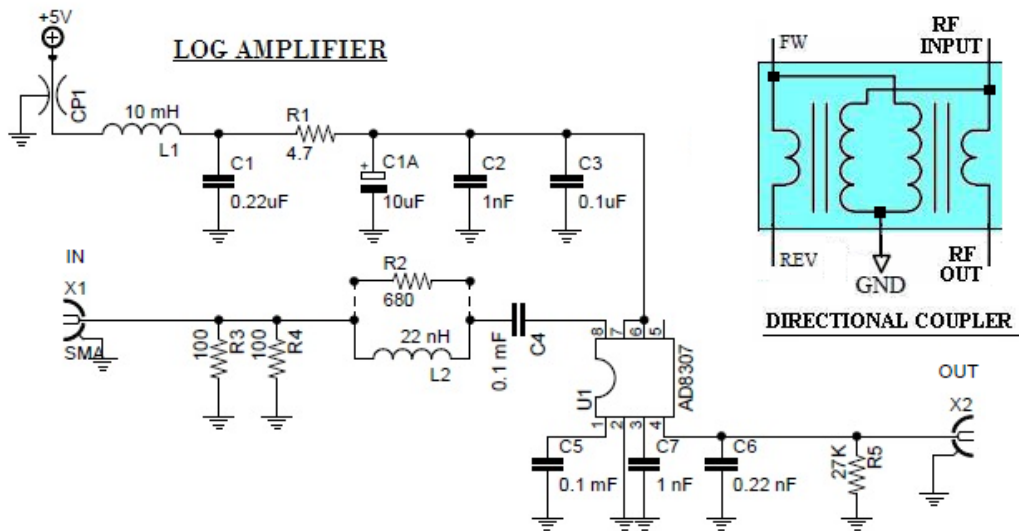 +5V
LOG AMPLIFIER
CP1
10 mH
L1
R1
4.7
C1
0.22uF
+
C1A
10uF
C2
1nF
C3
0.1uF
IN
X1
SMA
100
R3
100
R4
R2
680
22 nH
L2
0.1 mF
C4
8
7
6
5
U1
AD8307
1
2
3
4
C5
0.1 mF
C7
1 nF
C6
0.22 nF
27K
R5
OUT
X2
FW
RF
INPUT
REV
GND
RF
OUT
DIRECTIONAL COUPLER